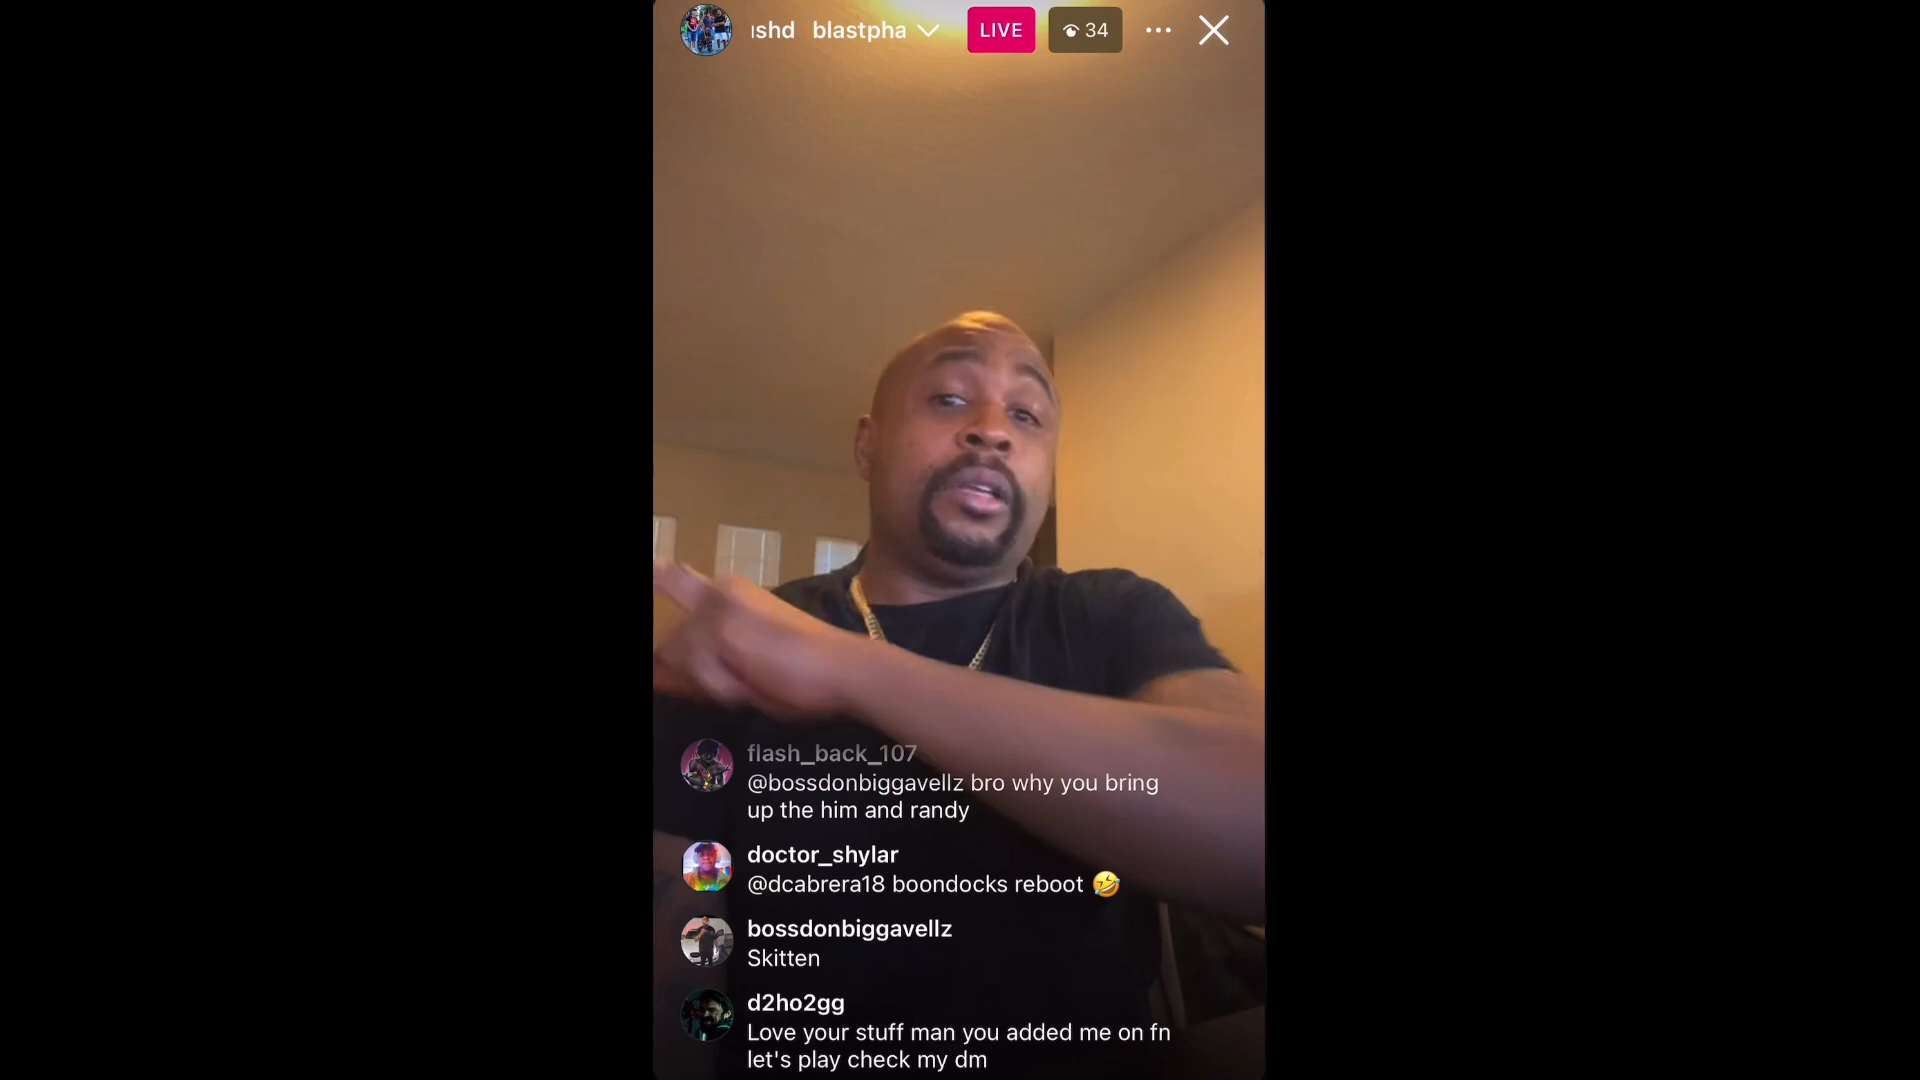 ıshd blastpha
LIVE
34
flash_back_107
@bossdonbiggavellz bro why you bring
up the him and randy
doctor_shylar
@dcabrera18 boondocks reboot 🤣
bossdonbiggavellz
Skitten
d2ho2gg
Love your stuff man you added me on fn
let's play check my dm